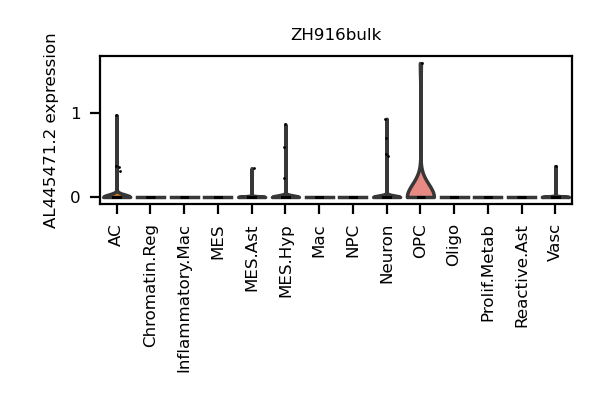 ZH916bulk
AL445471.2 expression
1
0
AC
Chromatin.Reg
Inflammatory.Mac
MES
MES.Ast
MES.Hyp
Mac
NPC
Neuron
OPC
Oligo
Prolif.Metab
Reactive.Ast
Vasc